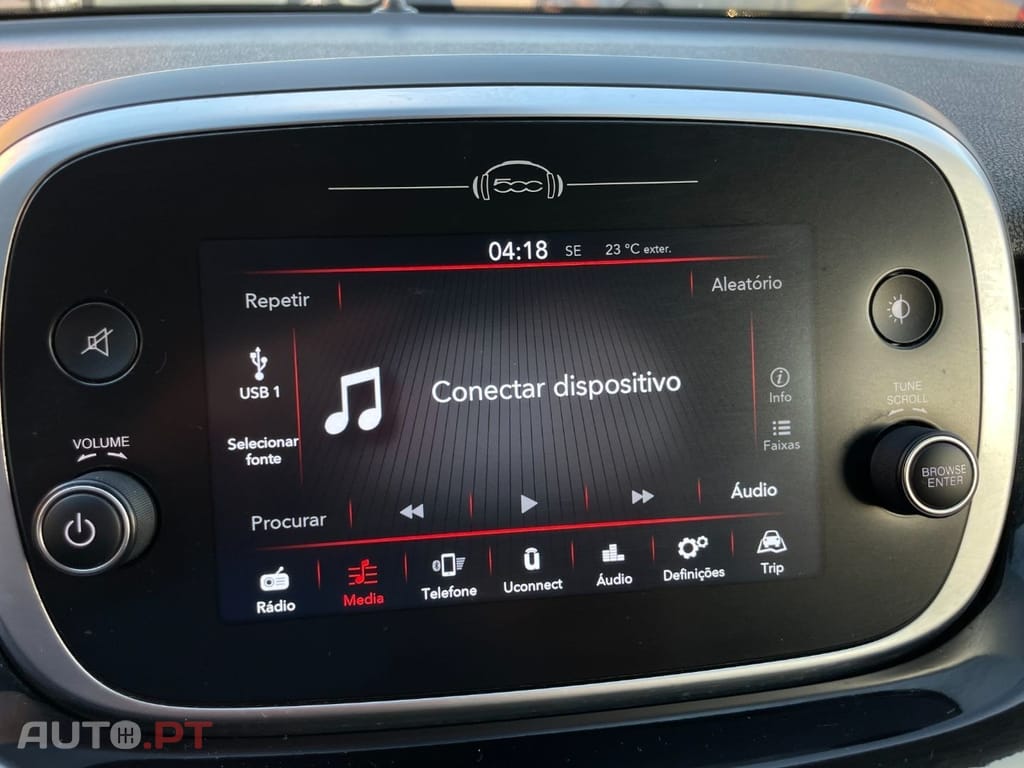 500
04:18 SE 23 °C exter.
Repetir
Aleatório
USB 1
Conectar dispositivo
Info
Selecionar
fonte
Faixas
Procurar
Áudio
Rádio
Media
Telefone
Uconnect
Áudio
Definições
Trip
VOLUME
TUNE
SCROLL
BROWSE
ENTER
AUTO.PT